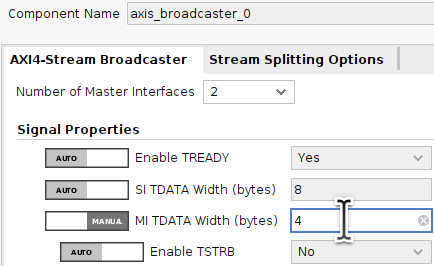 Component Name axis_broadcaster_0
AXI4-Stream Broadcaster Stream Splitting Options
Number of Master Interfaces 2
Signal Properties
AUTO Enable TREADY Yes
AUTO SI TDATA Width (bytes) 8
MANUAL MI TDATA Width (bytes) 4
AUTO Enable TSTRB No